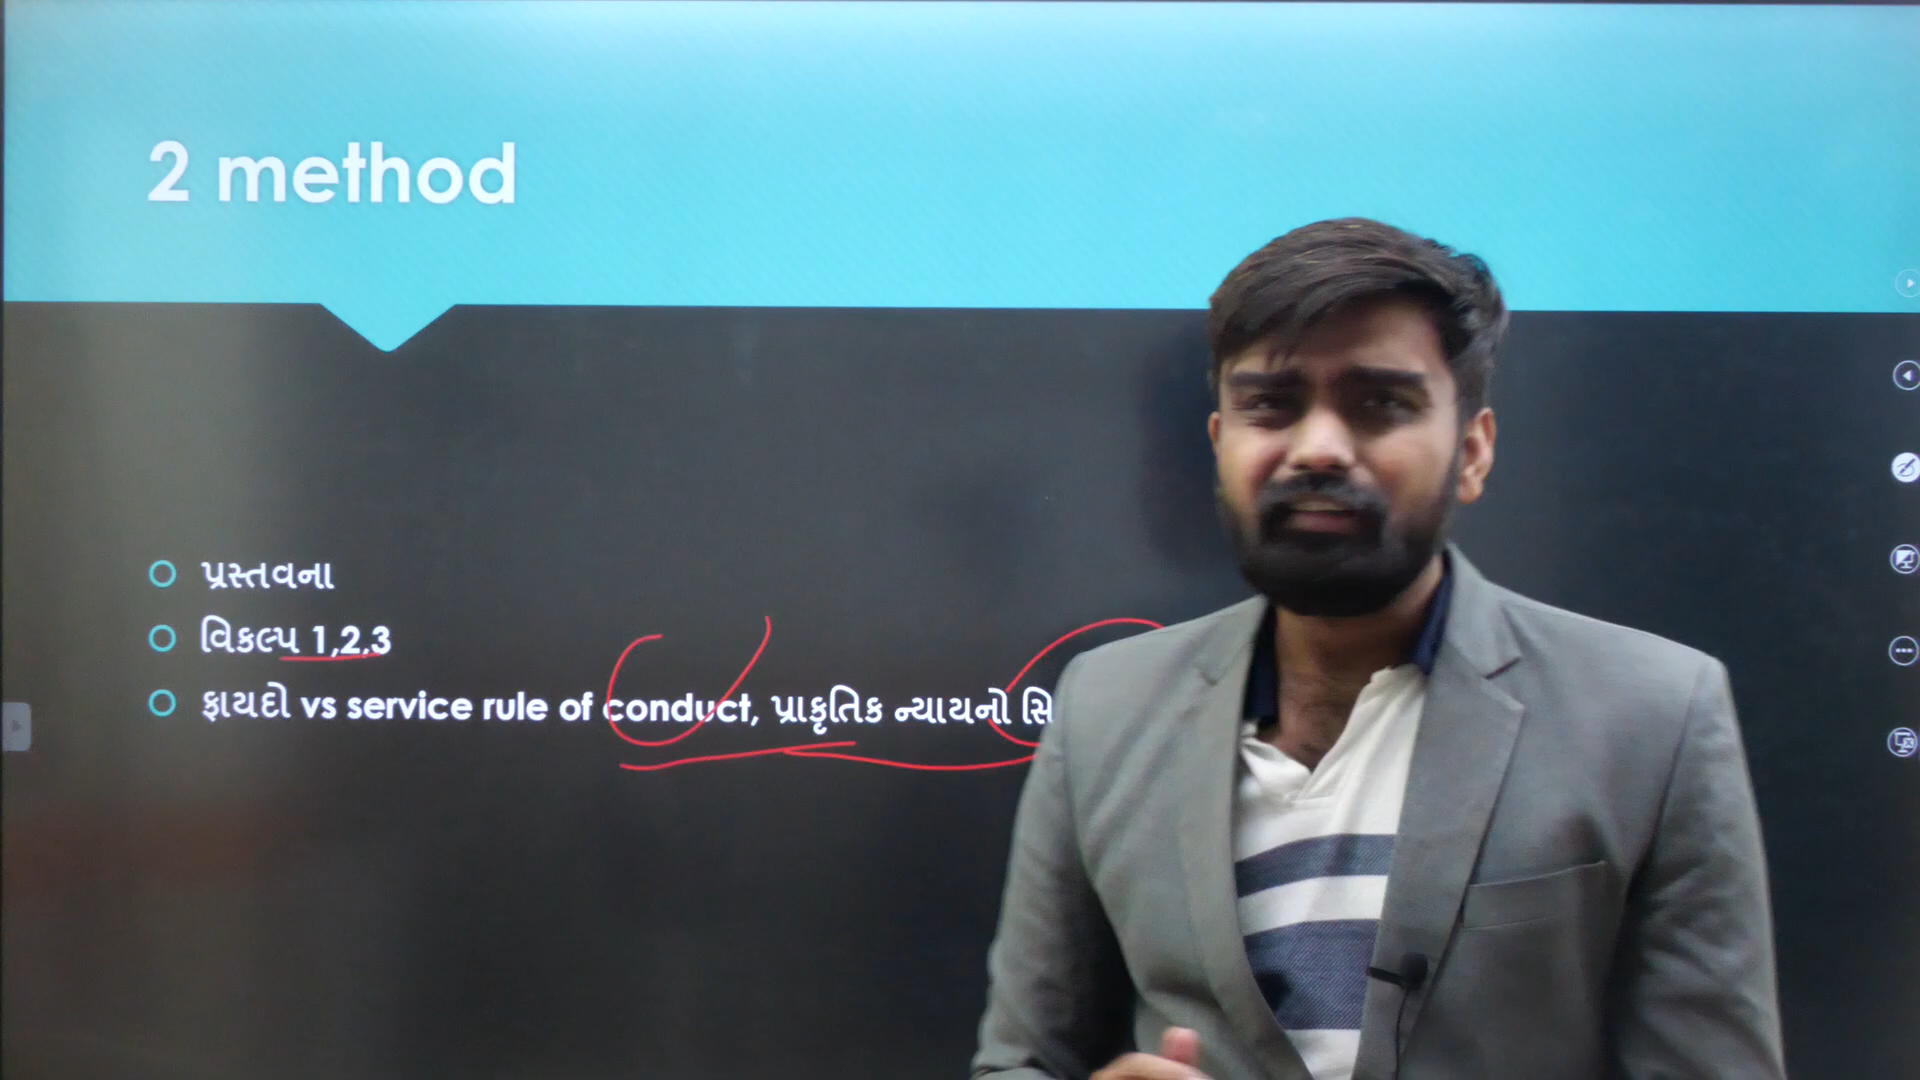 2 method
પ્રસ્તવના
વિકલ્પ 1,2,3
ફાયદો vs service rule of conduct, પ્રાકૃતિક ન્યાયનો સિ